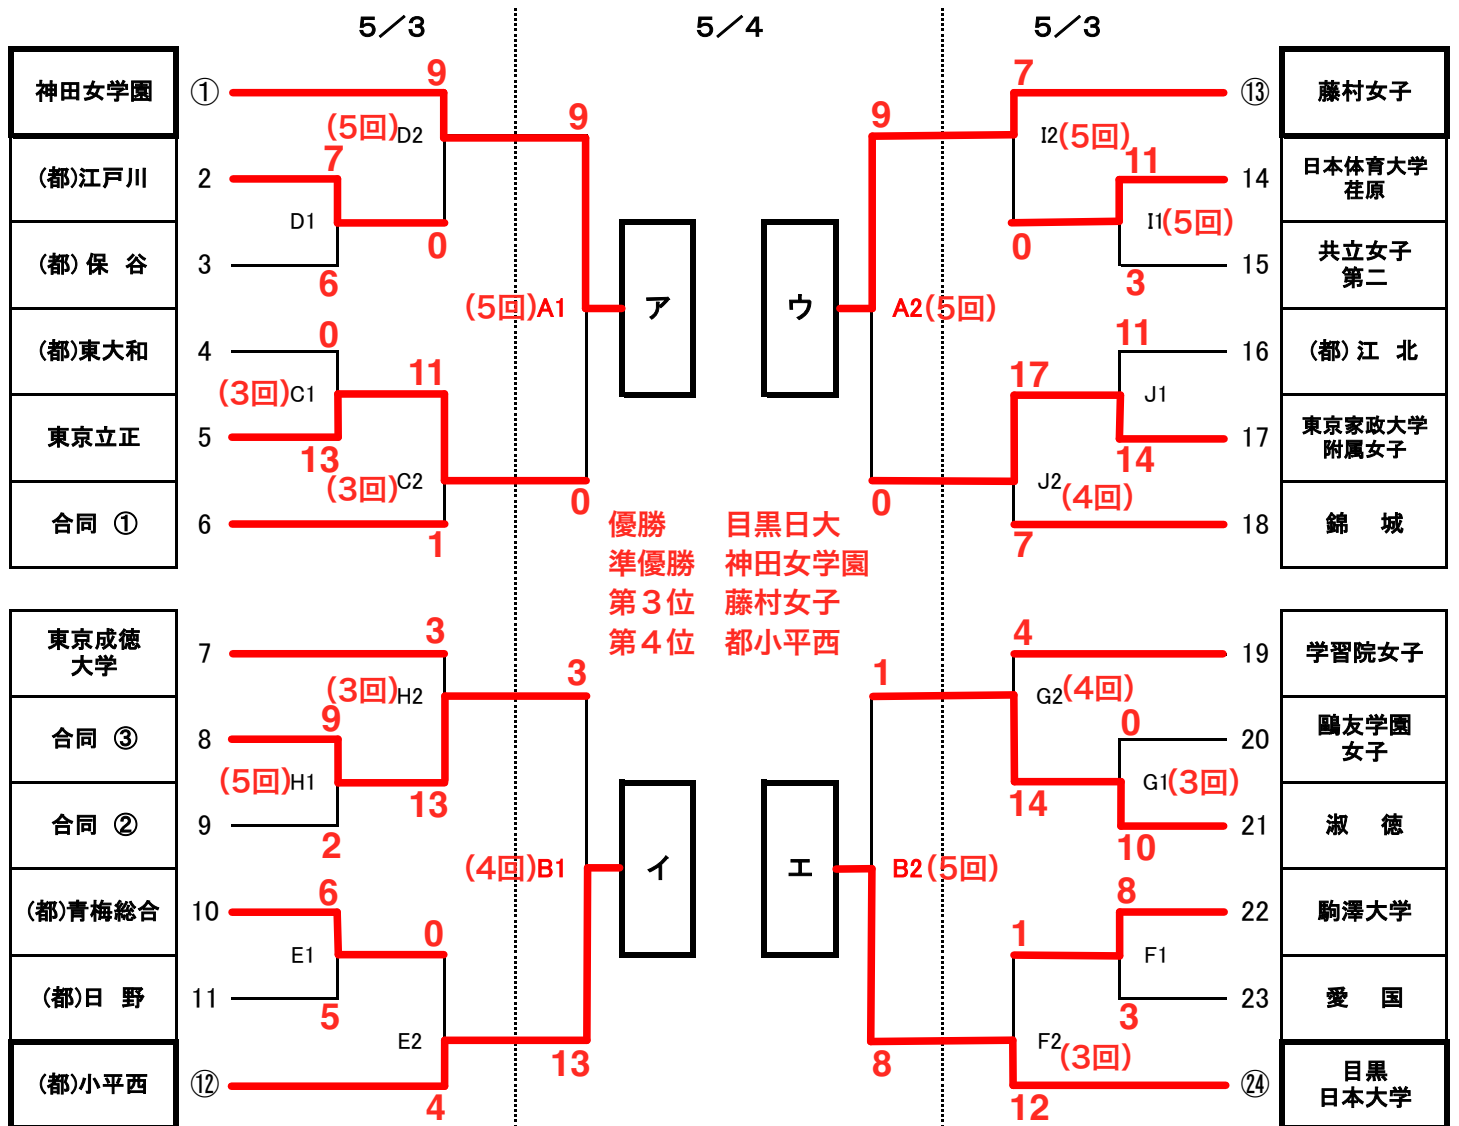 5／3
5／4
5／3
神田女学園 ①
(都)江戸川 2
(都)保 谷 3
(都)東大和 4
東京立正 5
合同 ① 6
9
(5回) D2
7
D1
0
6
0
(3回) C1
11
13
(3回) C2
1
9
(5回) A1
0
ア
ウ
9
A2 (5回)
0
7
I2 (5回)
11
I1 (5回)
0
3
11
17
J1
14
J2 (4回)
7
⑬ 藤村女子
14 日本体育大学
荏原
15 共立女子
第二
16 (都)江 北
17 東京家政大学
附属女子
18 錦 城
優勝 目黒日大
準優勝 神田女学園
第３位 藤村女子
第４位 都小平西
東京成徳
大学 7
合同 ③ 8
合同 ② 9
(都)青梅総合 10
(都)日 野 11
(都)小平西 ⑫
3
(3回) H2
9
(5回) H1
13
2
6
0
E1
5
E2
4
3
(4回) B1
13
イ
エ
1
B2 (5回)
8
4
G2 (4回)
0
G1 (3回)
14
10
8
1
F1
3
F2 (3回)
12
19 学習院女子
20 鷗友学園
女子
21 淑 徳
22 駒澤大学
23 愛 国
㉔ 目黒
日本大学